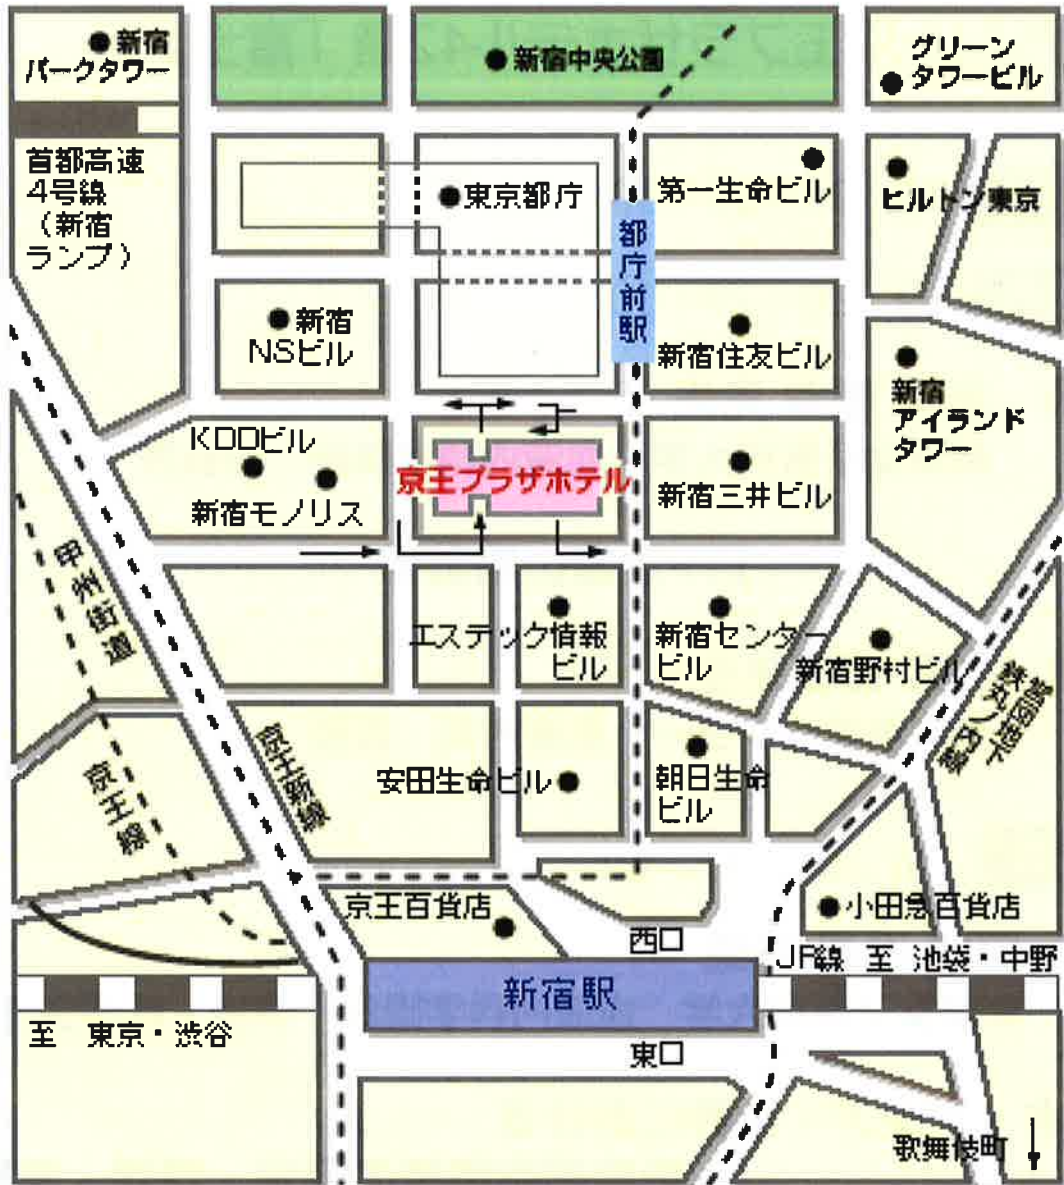 新宿
パークタワー
新宿中央公園
グリーン
タワービル
首都高速
4号線
(新宿
ランプ)
東京都庁
第一生命ビル
ヒルトン東京
都庁前駅
新宿
NSビル
新宿住友ビル
新宿
アイランド
タワー
KDDビル
新宿モノリス
京王プラザホテル
新宿三井ビル
甲州街道
エステック情報
ビル
新宿センター
ビル
新宿野村ビル
営団地下
鉄丸ノ内線
京王線
京王新線
安田生命ビル
朝日生命
ビル
京王百貨店
小田急百貨店
西口
JR線 至 池袋・中野
新宿駅
至 東京・渋谷
東口
歌舞伎町